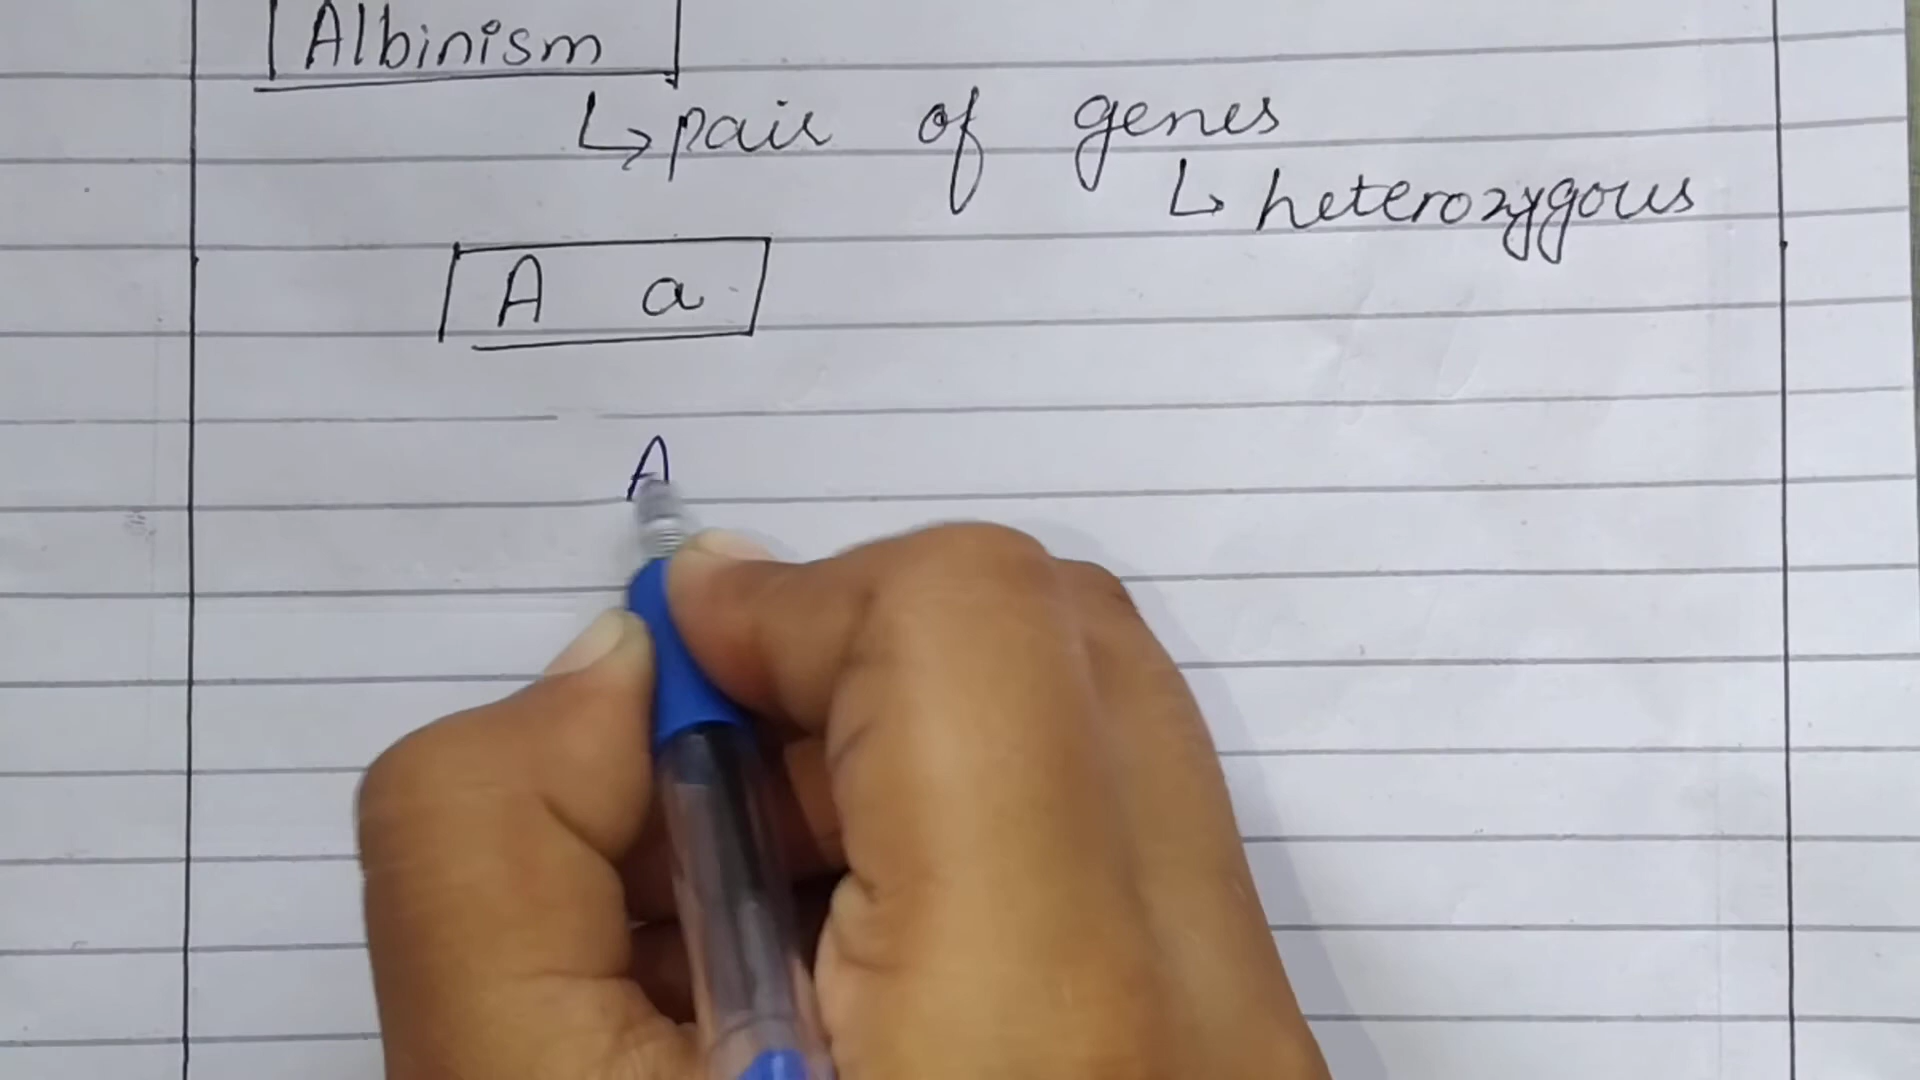 Albinism
↳ pair of genes
↳ heterozygous
A a
A